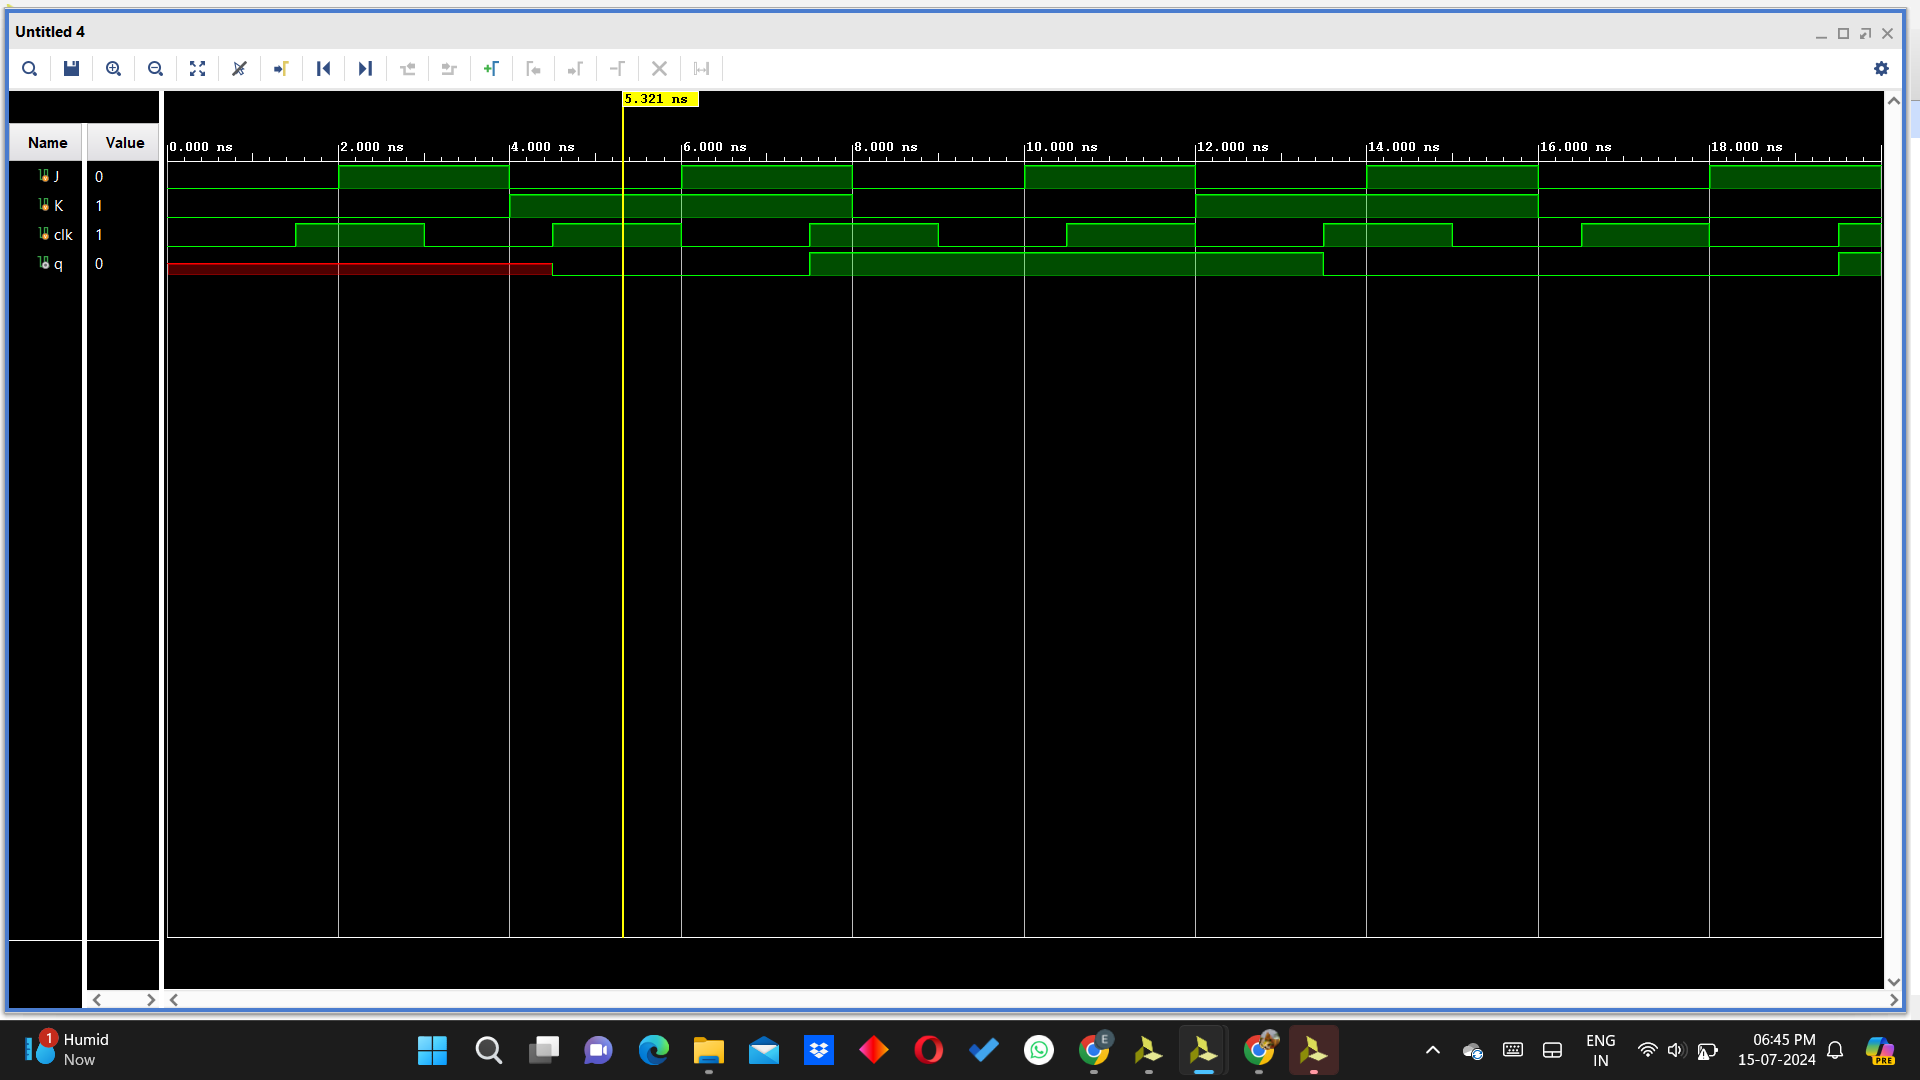 Untitled 4
5.321 ns
Name Value
0.000 ns 2.000 ns 4.000 ns 6.000 ns 8.000 ns 10.000 ns 12.000 ns 14.000 ns 16.000 ns 18.000 ns
J 0
K 1
clk 1
q 0
1
Humid
Now
E
ENG
IN
06:45 PM
15-07-2024
PRE